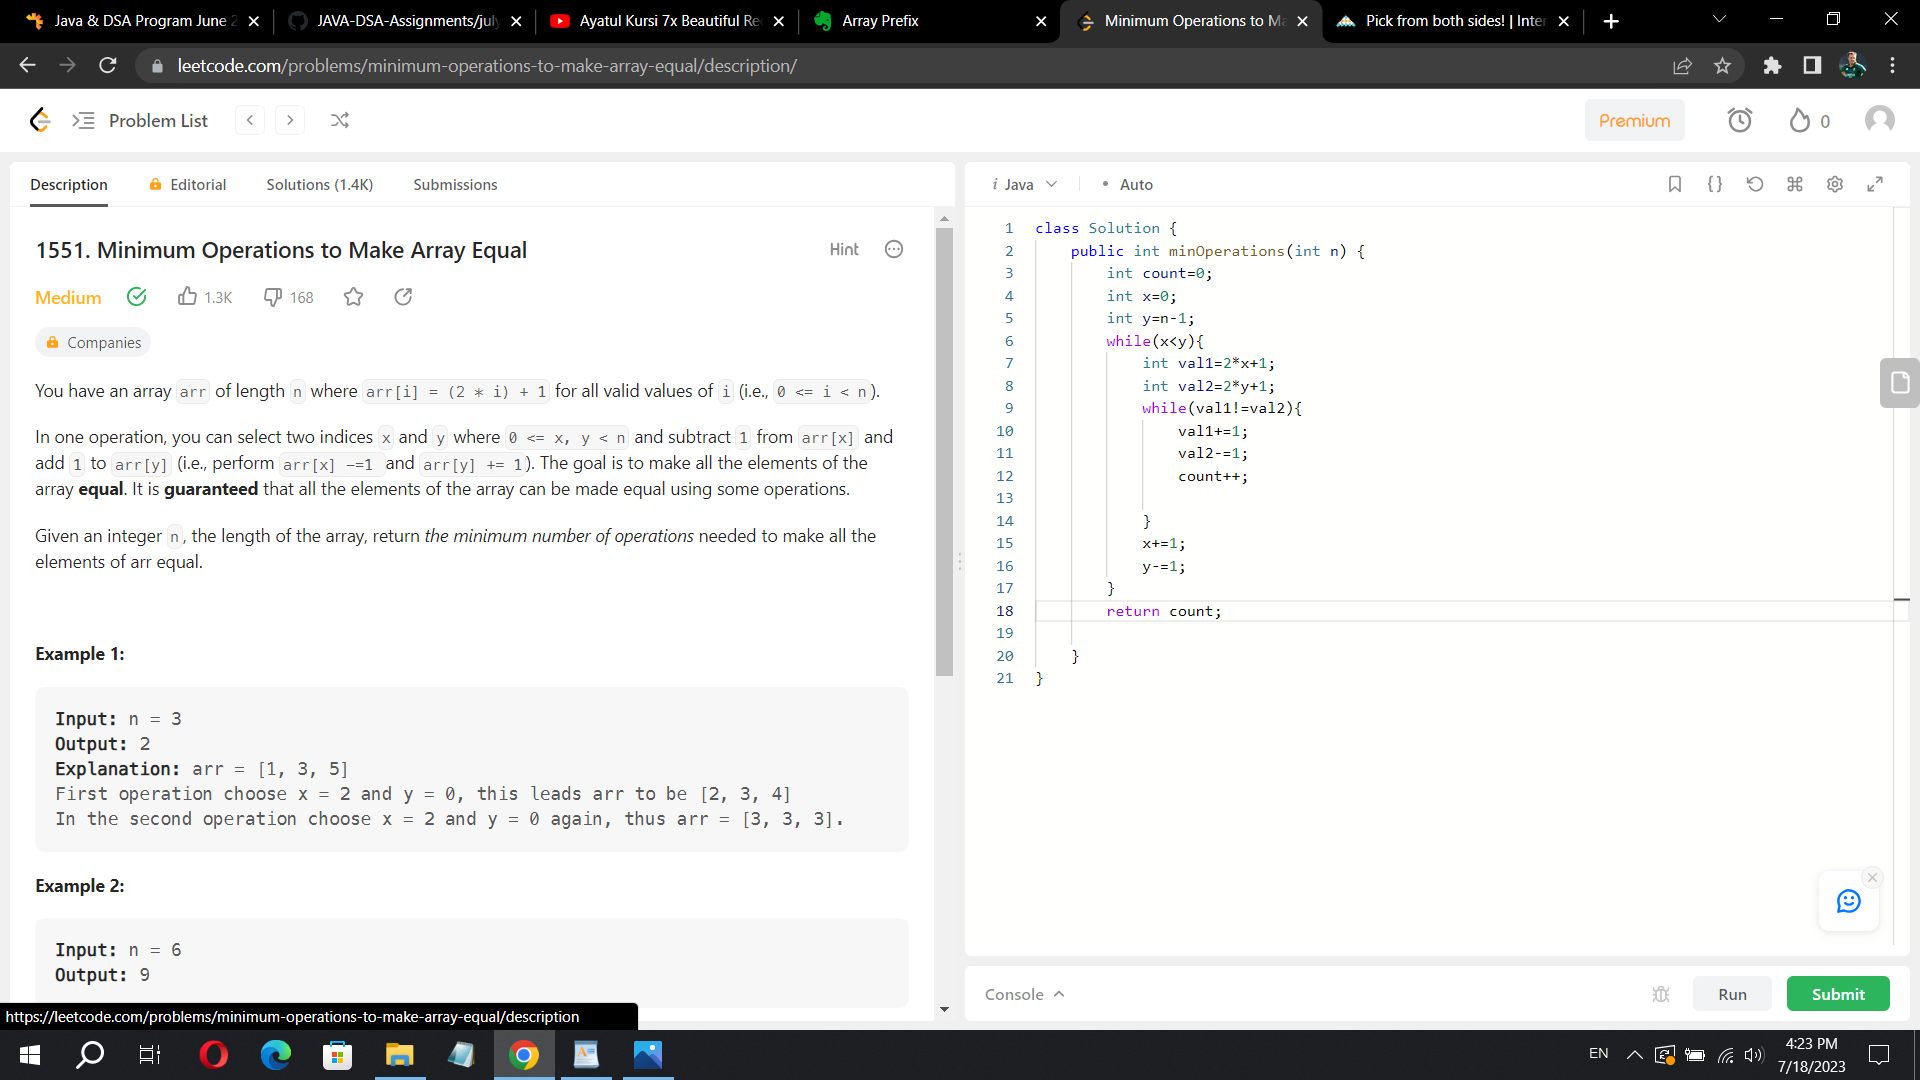 Java & DSA Program June 2
JAVA-DSA-Assignments/july
Ayatul Kursi 7x Beautiful Re
Array Prefix
Minimum Operations to Ma
Pick from both sides! | Inter
leetcode.com/problems/minimum-operations-to-make-array-equal/description/
Problem List
Premium
0
Description
Editorial
Solutions (1.4K)
Submissions
1551. Minimum Operations to Make Array Equal
Hint
Medium
1.3K
168
Companies
You have an array arr of length n where arr[i] = (2 * i) + 1 for all valid values of i (i.e., 0 <= i < n).
In one operation, you can select two indices x and y where 0 <= x, y < n and subtract 1 from arr[x] and
add 1 to arr[y] (i.e., perform arr[x] -=1 and arr[y] += 1). The goal is to make all the elements of the
array equal. It is guaranteed that all the elements of the array can be made equal using some operations.
Given an integer n, the length of the array, return the minimum number of operations needed to make all the
elements of arr equal.
Example 1:
Input: n = 3
Output: 2
Explanation: arr = [1, 3, 5]
First operation choose x = 2 and y = 0, this leads arr to be [2, 3, 4]
In the second operation choose x = 2 and y = 0 again, thus arr = [3, 3, 3].
Example 2:
Input: n = 6
Output: 9
https://leetcode.com/problems/minimum-operations-to-make-array-equal/description
i Java
• Auto
1 class Solution {
2 public int minOperations(int n) {
3 int count=0;
4 int x=0;
5 int y=n-1;
6 while(x<y){
7 int val1=2*x+1;
8 int val2=2*y+1;
9 while(val1!=val2){
10 val1+=1;
11 val2-=1;
12 count++;
13
14 }
15 x+=1;
16 y-=1;
17 }
18 return count;
19
20 }
21 }
Console
Run
Submit
EN
4:23 PM
7/18/2023